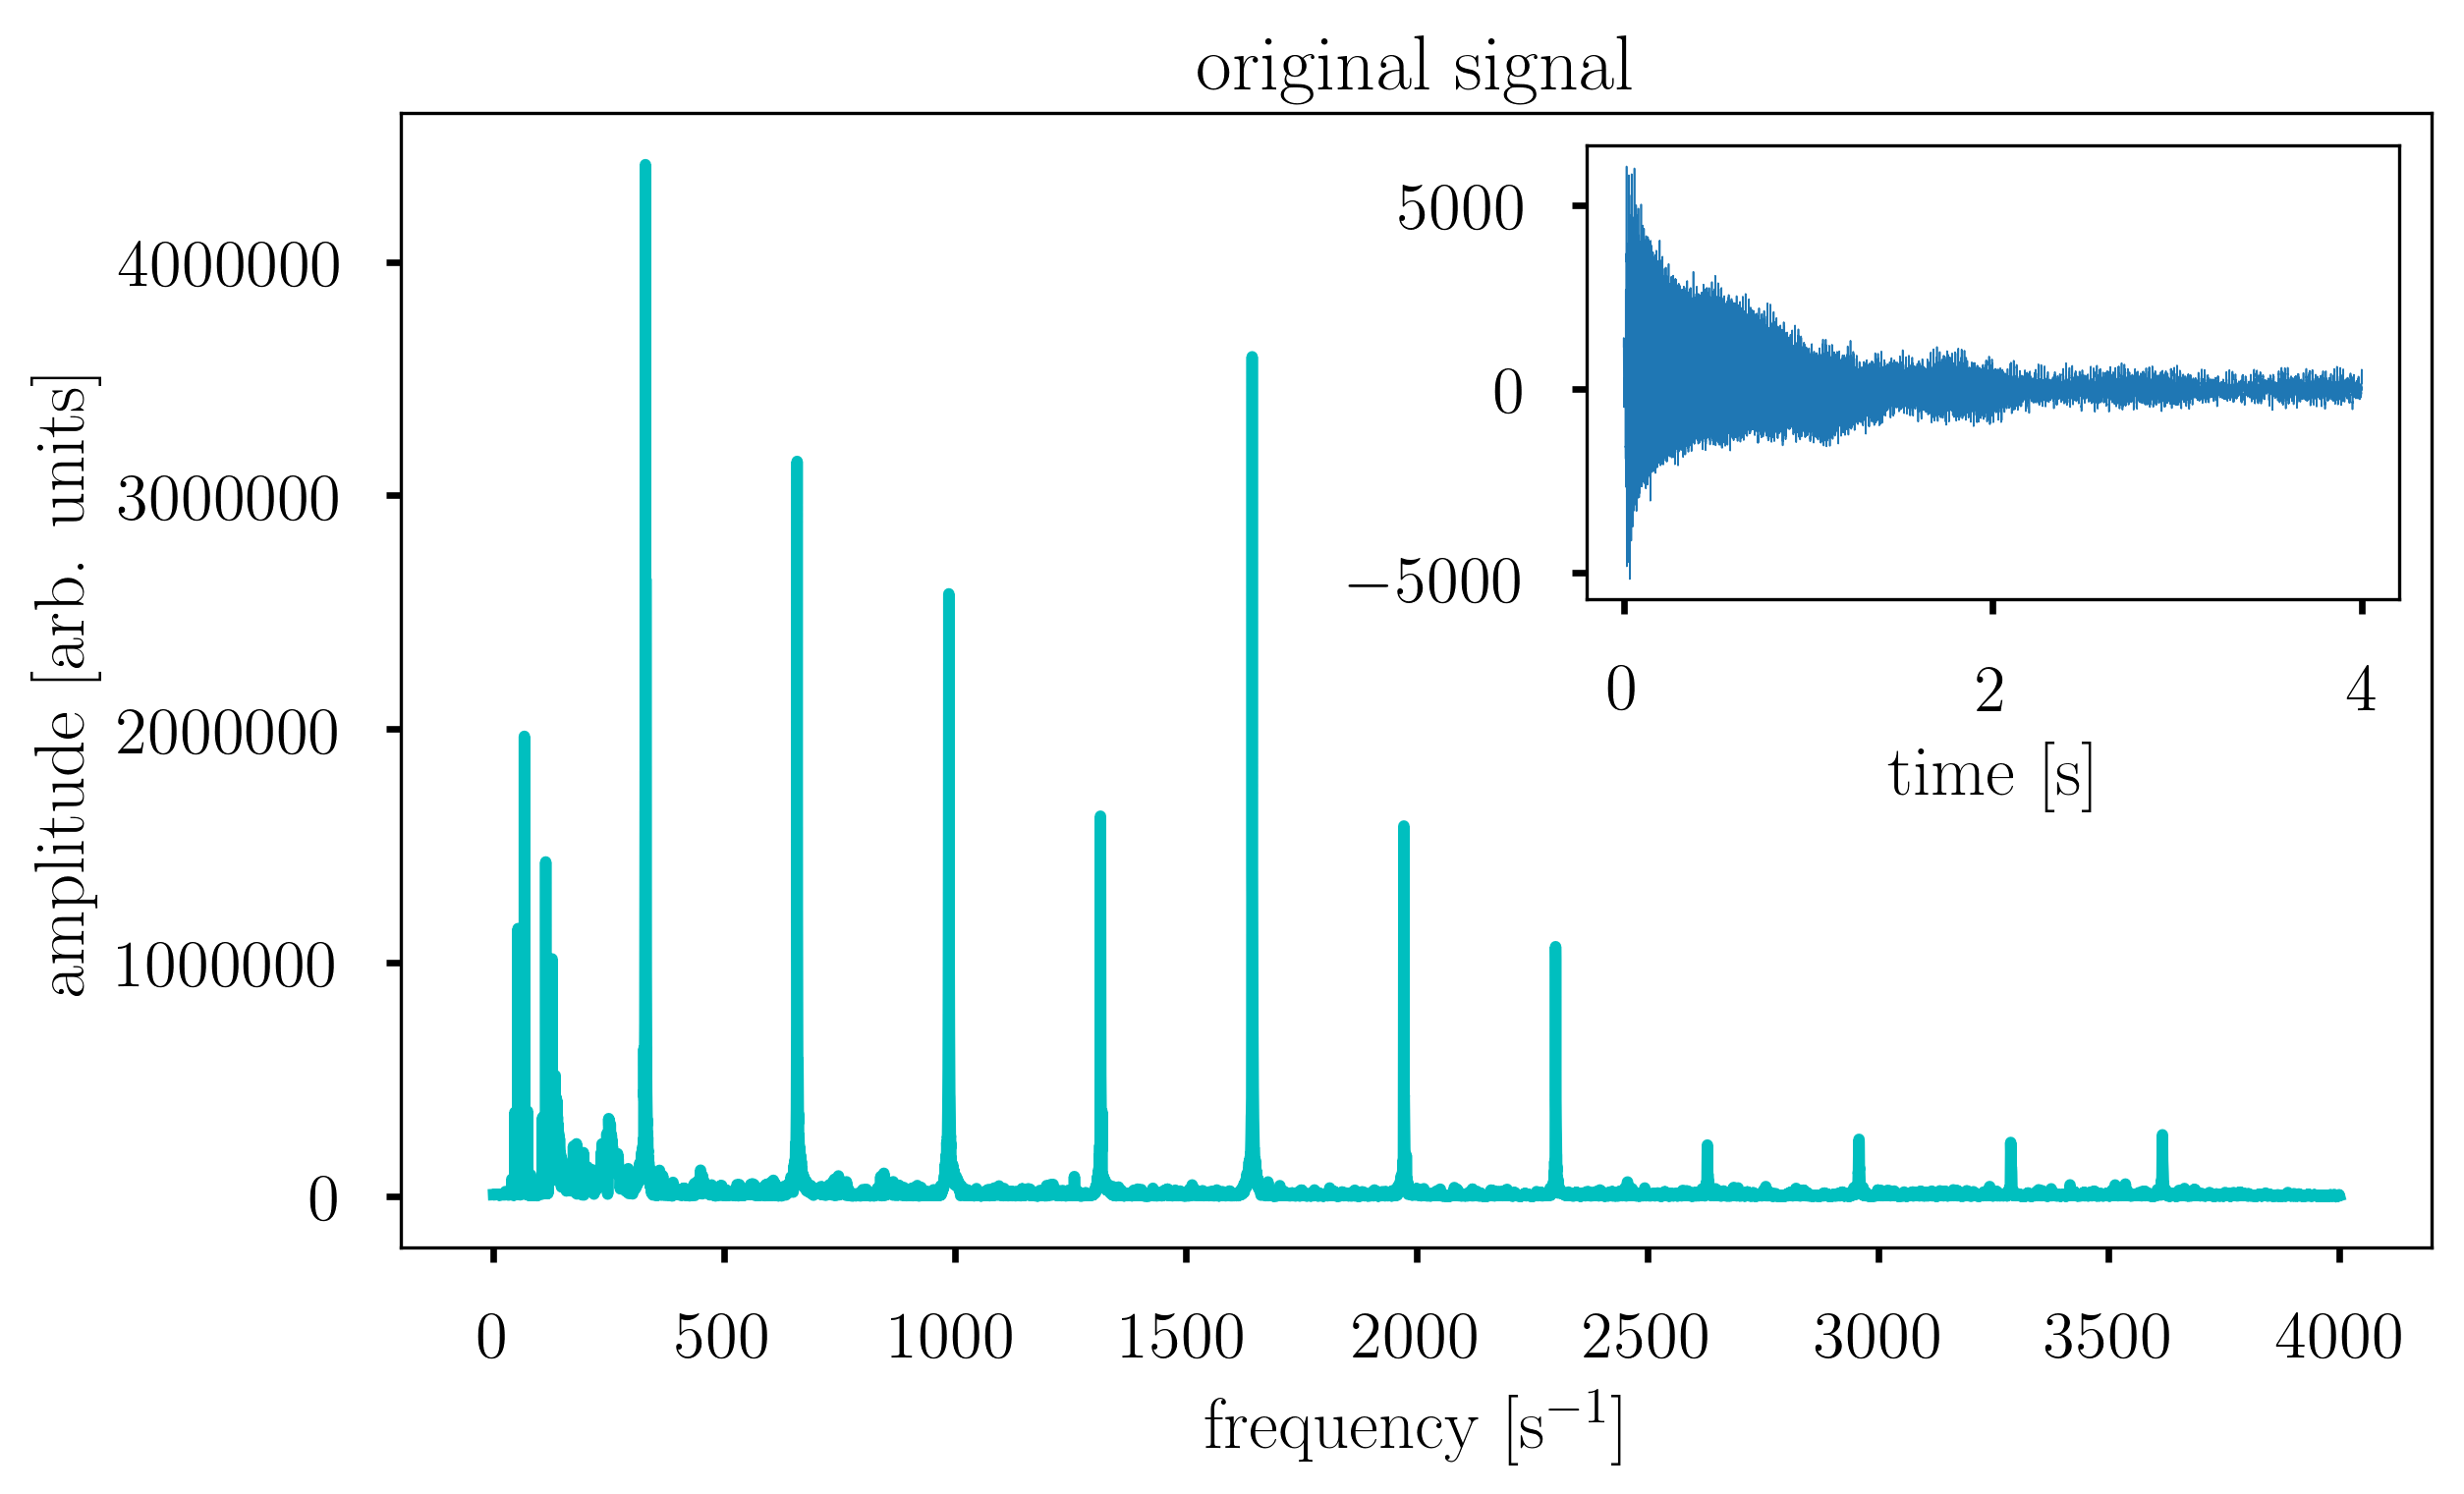 original signal
amplitude [arb. units]
4000000
3000000
2000000
1000000
0
5000
0
−5000
0 2 4
time [s]
0 500 1000 1500 2000 2500 3000 3500 4000
frequency [s⁻¹]